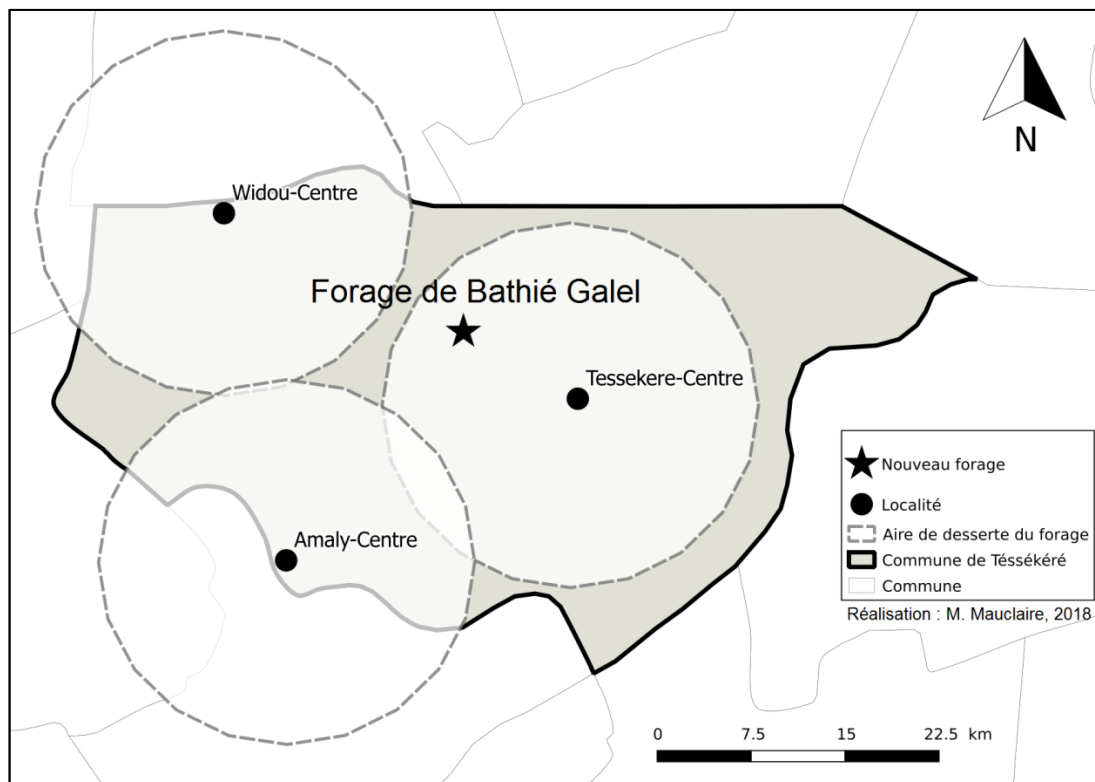 N
Widou-Centre
Forage de Bathié Galel
Tessekere-Centre
Amaly-Centre
Nouveau forage
Localité
Aire de desserte du forage
Commune de Téssékéré
Commune
Réalisation : M. Mauclaire, 2018
0 7.5 15 22.5 km